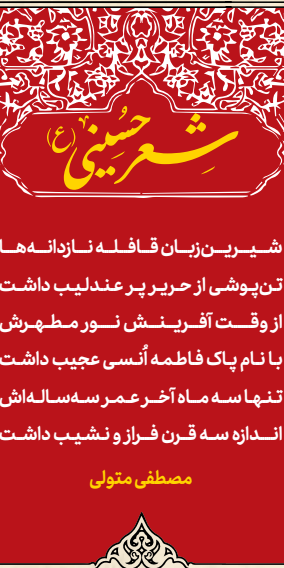 شعر حسینی (ع)
شیرین‌زبان قافله نازدانه‌ها
تن‌پوشی از حریر پر عندلیب داشت
از وقت آفرینش نور مطهرش
با نام پاک فاطمه اُنسی عجیب داشت
تنها سه ماه آخر عمر سه‌ساله‌اش
اندازه سه قرن فراز و نشیب داشت
مصطفی متولی